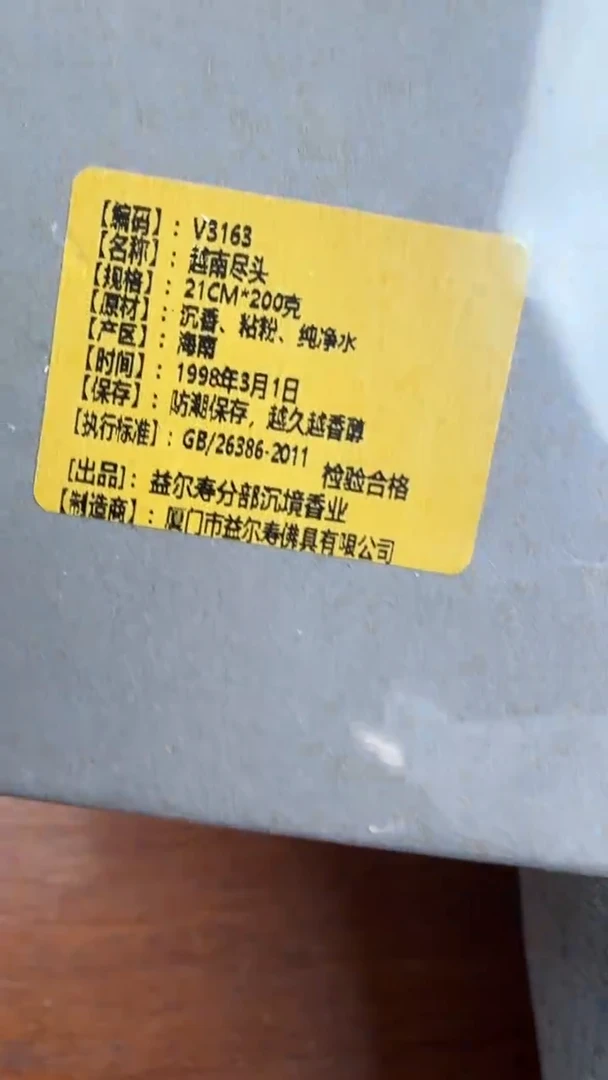 【编码】：V3163
【名称】：越南尽头
【规格】：21CM*200克
【原材】：沉香、粘粉、纯净水
【产区】：海南
【时间】：1998年3月1日
【保存】：防潮保存，越久越香醇
【执行标准】：GB/26386-2011 检验合格
[出品]：益尔寿分部沉境香业
【制造商】：厦门市益尔寿佛具有限公司